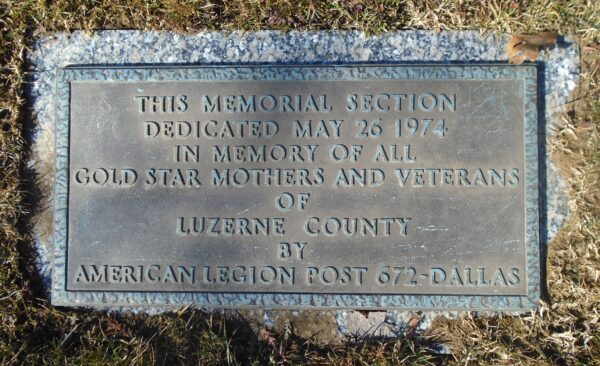 THIS MEMORIAL SECTION
DEDICATED MAY 26 1974
IN MEMORY OF ALL
GOLD STAR MOTHERS AND VETERANS
OF
LUZERNE COUNTY
BY
AMERICAN LEGION POST 672-DALLAS